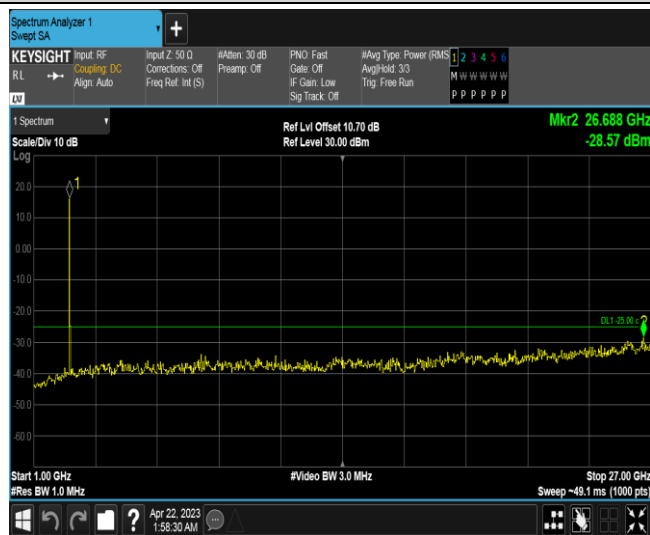 Spectrum Analyzer 1
Swept SA
+
KEYSIGHT
RL
LXI
Input: RF
Coupling: DC
Align: Auto
Input Z: 50 Ω
Corrections: Off
Freq Ref: Int (S)
#Atten: 30 dB
Preamp: Off
PNO: Fast
Gate: Off
IF Gain: Low
Sig Track: Off
#Avg Type: Power (RMS
Avg|Hold: 3/3
Trig: Free Run
1 2 3 4 5 6
M W W W W W
P P P P P P
1 Spectrum
Scale/Div 10 dB
Log
Ref Lvl Offset 10.70 dB
Ref Level 30.00 dBm
Mkr2 26.688 GHz
-28.57 dBm
1
20.0
10.0
0.00
-10.0
-20.0
DL1 -25.00 c
2
-30.0
-40.0
-50.0
-60.0
Start 1.00 GHz
#Res BW 1.0 MHz
#Video BW 3.0 MHz
Stop 27.00 GHz
Sweep ~49.1 ms (1000 pts)
?
Apr 22, 2023
1:58:30 AM